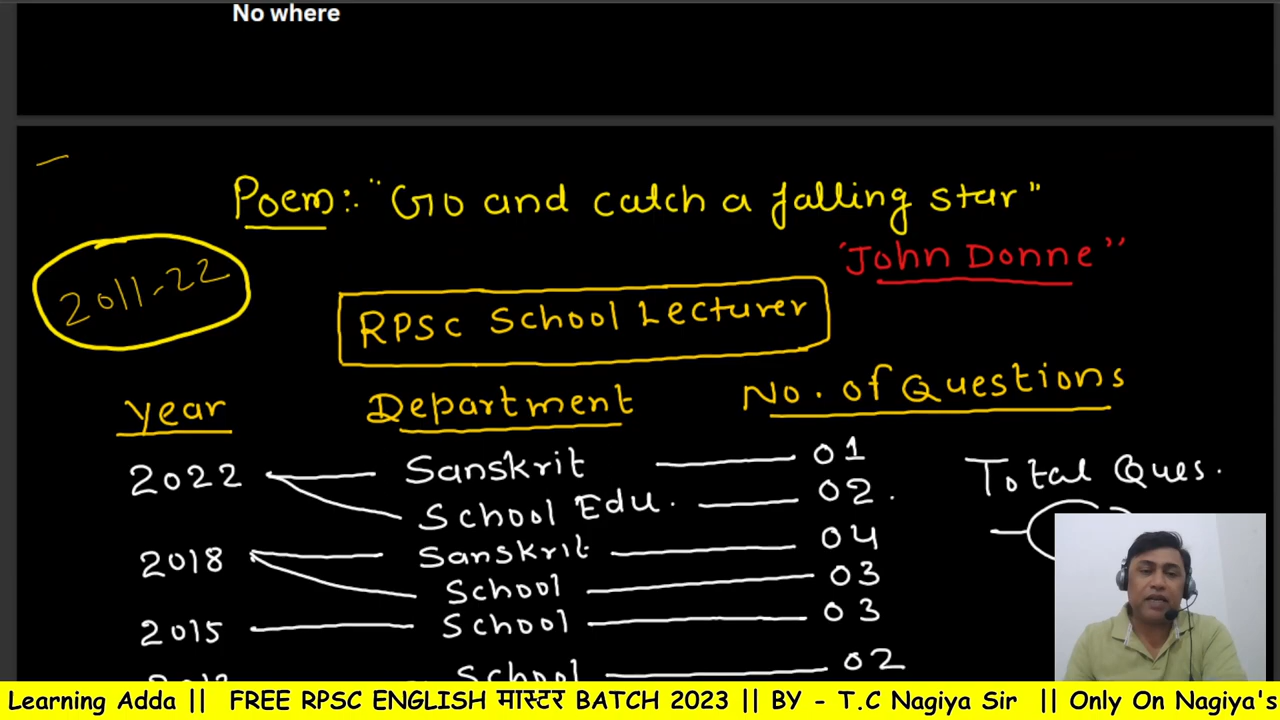 No where
Poem:- "Go and catch a falling star"
'John Donne"
2011-22
RPSC School Lecturer
Year Department No. of Questions
2022 Sanskrit 01
School Edu. 02.
Total Ques.
2018 Sanskrit 04
School 03
2015 School 03
School 02
Learning Adda || FREE RPSC ENGLISH मास्टर BATCH 2023 || BY - T.C Nagiya Sir || Only On Nagiya's